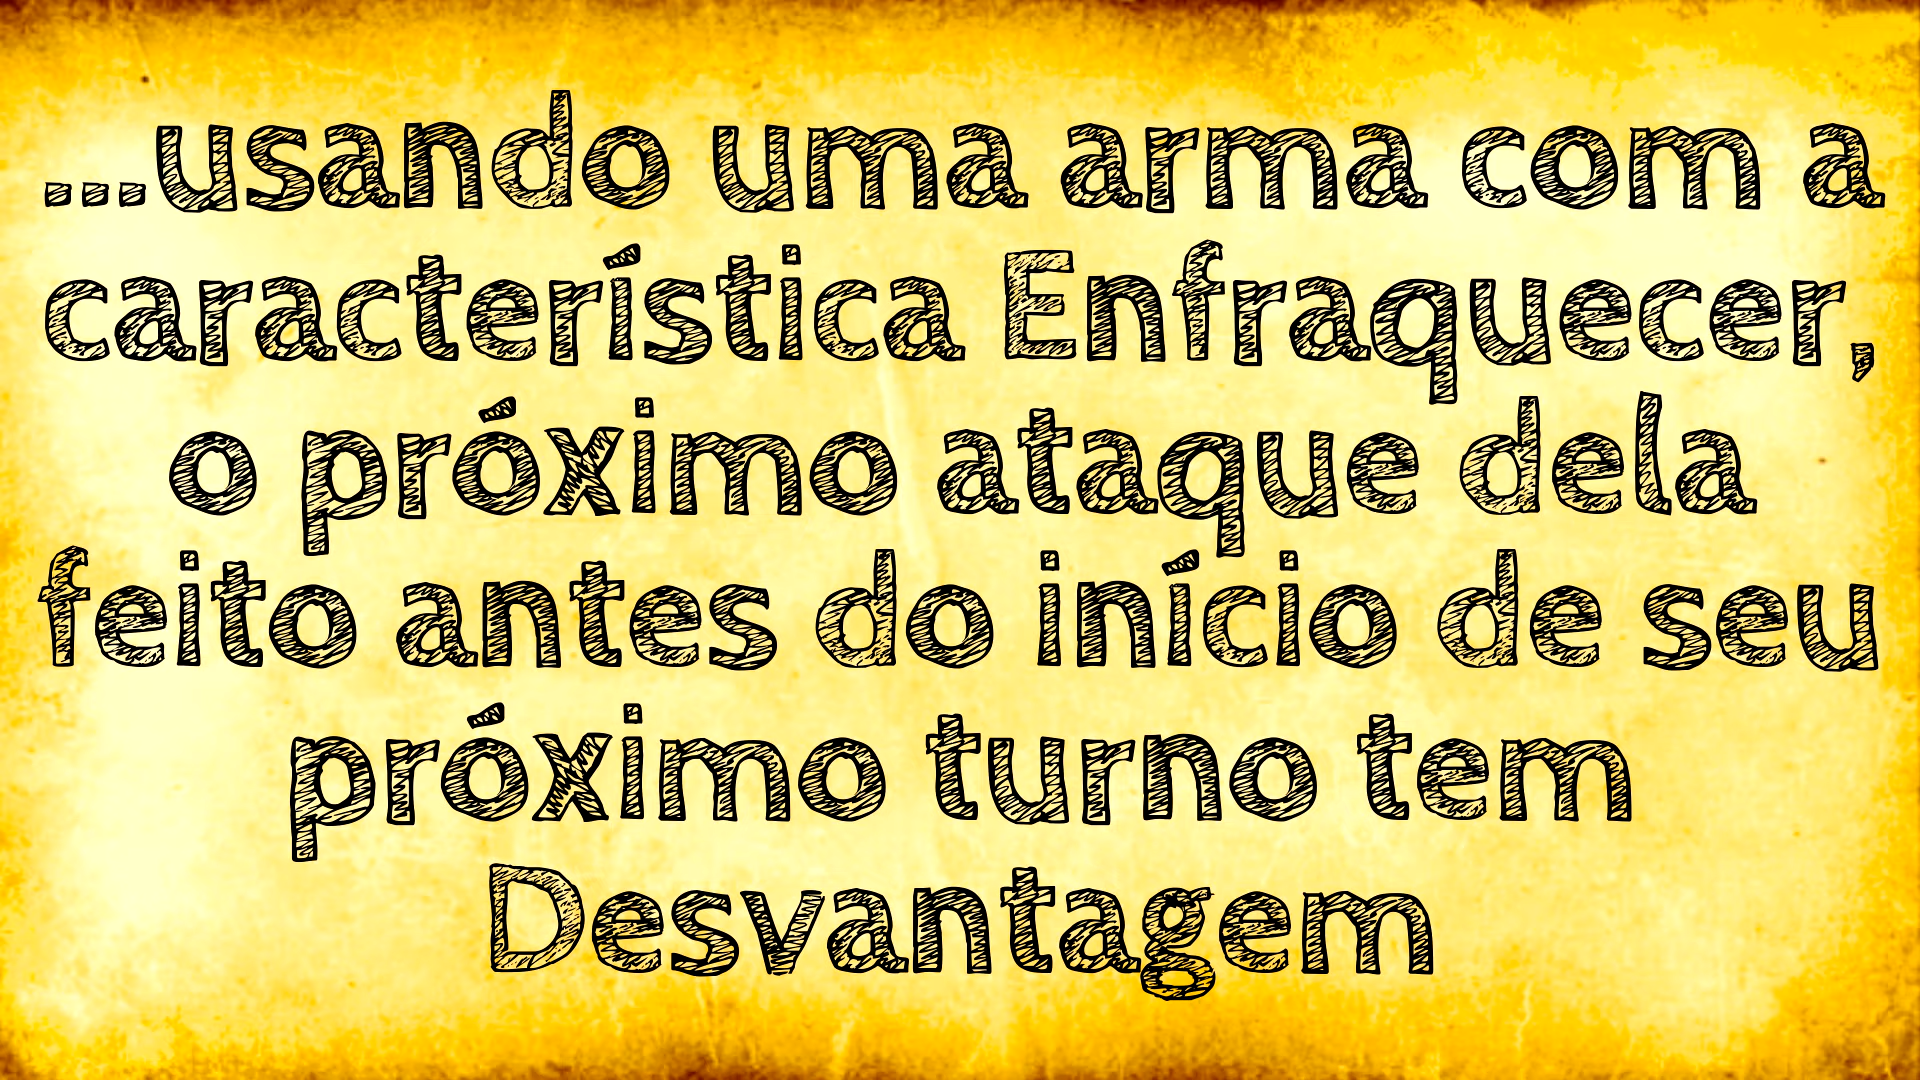 ...usando uma arma com a
característica Enfraquecer,
o próximo ataque dela
feito antes do início de seu
próximo turno tem
Desvantagem